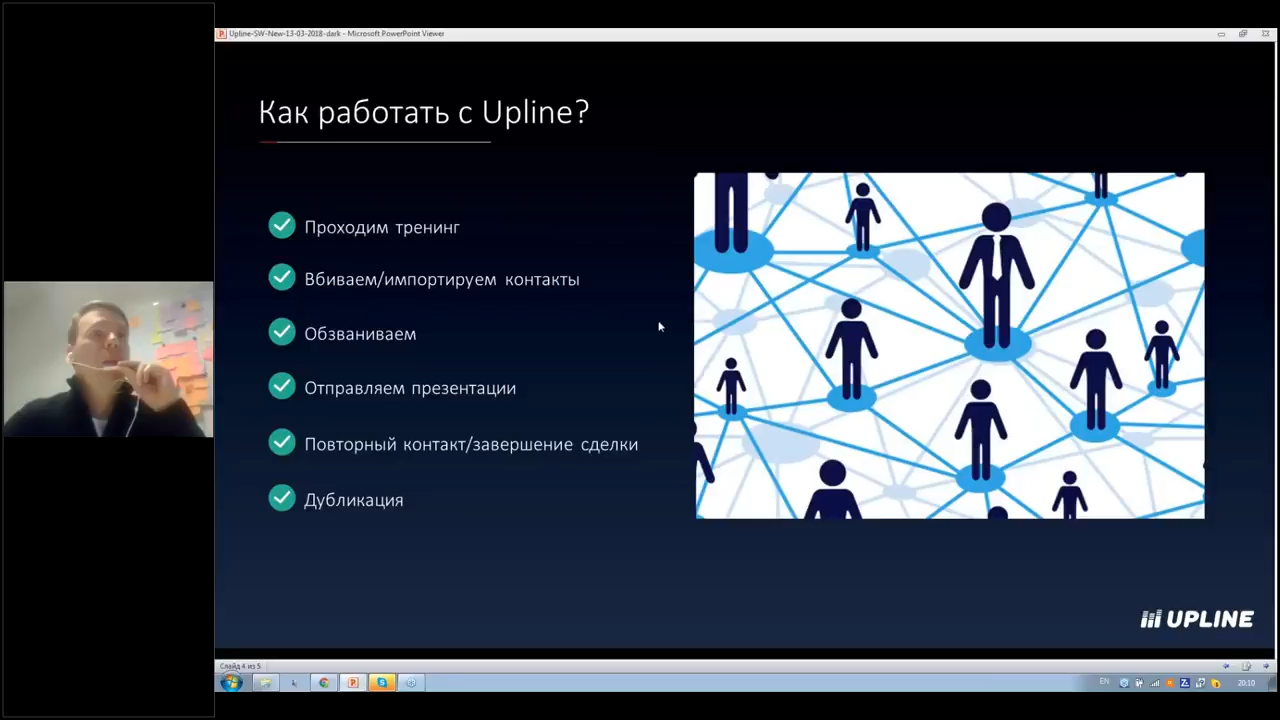 Upline-SW-New-13-03-2018-dark - Microsoft PowerPoint Viewer
Как работать с Upline?
Проходим тренинг
Вбиваем/импортируем контакты
Обзваниваем
Отправляем презентации
Повторный контакт/завершение сделки
Дубликация
UPLINE
Слайд 4 из 5
EN
20:10